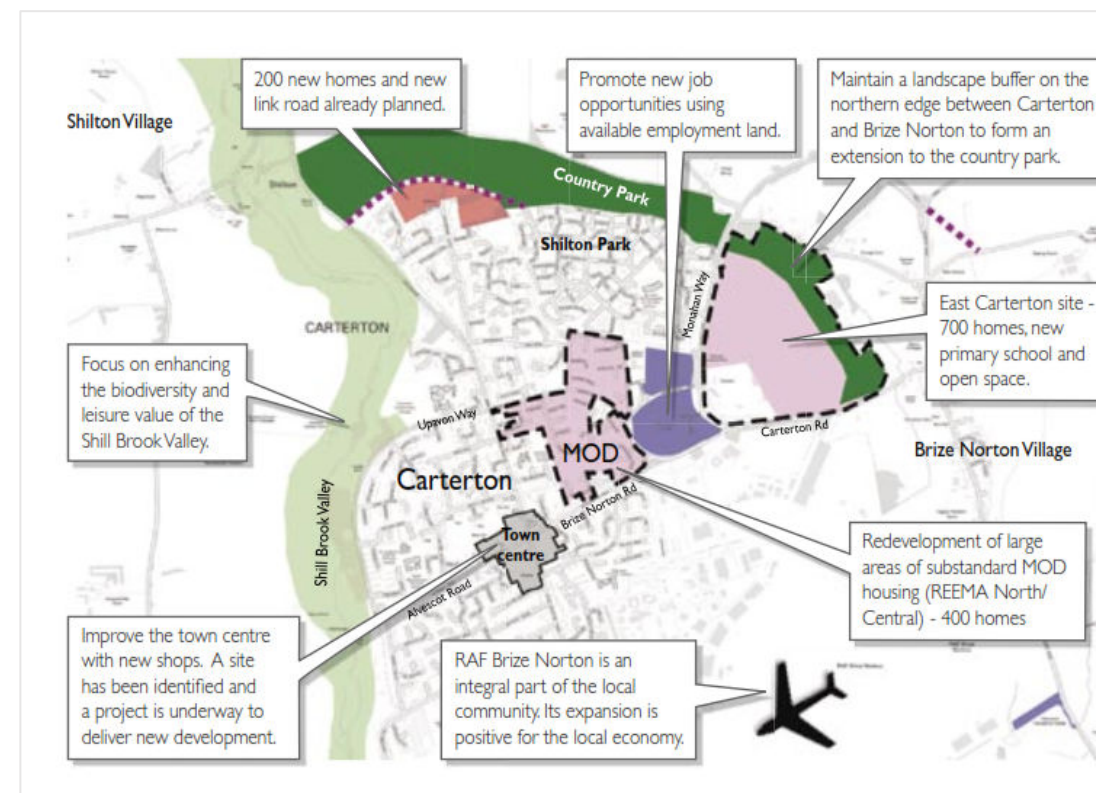 200 new homes and new
link road already planned.
Promote new job
opportunities using
available employment land.
Maintain a landscape buffer on the
northern edge between Carterton
and Brize Norton to form an
extension to the country park.
Shilton Village
Country Park
Shilton Park
Monahan Way
East Carterton site -
700 homes, new
primary school and
open space.
CARTERTON
Focus on enhancing
the biodiversity and
leisure value of the
Shill Brook Valley.
Upavon Way
Carterton Rd
MOD
Brize Norton Village
Carterton
Brize Norton Rd
Shill Brook Valley
Town
centre
Alvescot Road
Redevelopment of large
areas of substandard MOD
housing (REEMA North/
Central) - 400 homes
Improve the town centre
with new shops. A site
has been identified and
a project is underway to
deliver new development.
RAF Brize Norton is an
integral part of the local
community. Its expansion is
positive for the local economy.